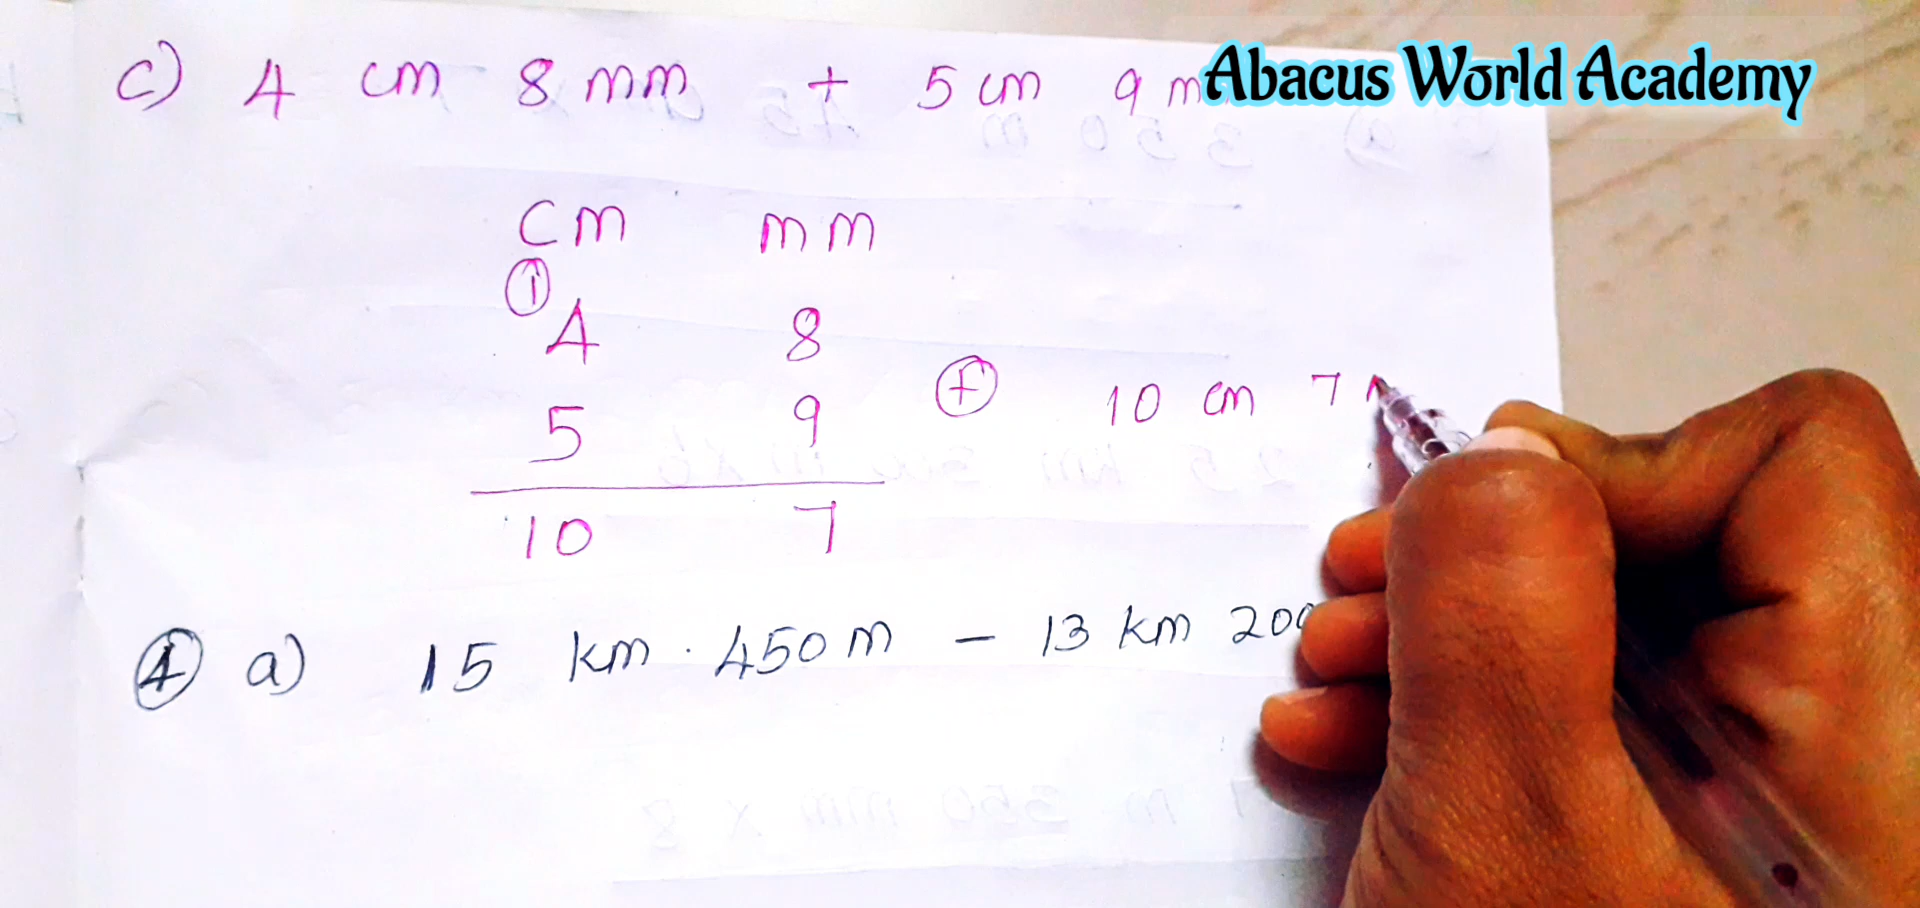 c) 4 cm 8 mm + 5 cm 9 m
Abacus World Academy
cm mm
1
4 8
5 9 + 10 cm 7
10 7
4 a) 15 km 450 m - 13 km 200